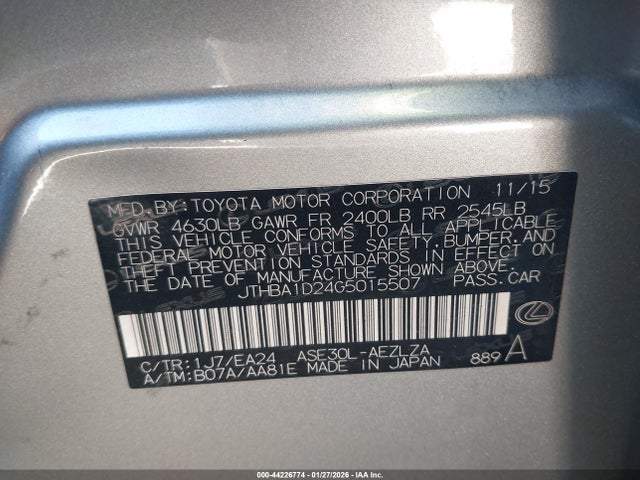 MFD. BY: TOYOTA MOTOR CORPORATION 11/15
GVWR 4630LB GAWR FR 2400LB RR 2545LB
THIS VEHICLE CONFORMS TO ALL APPLICABLE
FEDERAL MOTOR VEHICLE SAFETY, BUMPER, AND
THEFT PREVENTION STANDARDS IN EFFECT ON
THE DATE OF MANUFACTURE SHOWN ABOVE.
JTHBA1D24G5015507 PASS. CAR
C/TR: 1J7/EA24 ASE30L-AEZLZA
A/TM: B07A/AA81E MADE IN JAPAN 889 A
000-44226774 | 01/27/2026 | IAA Inc.